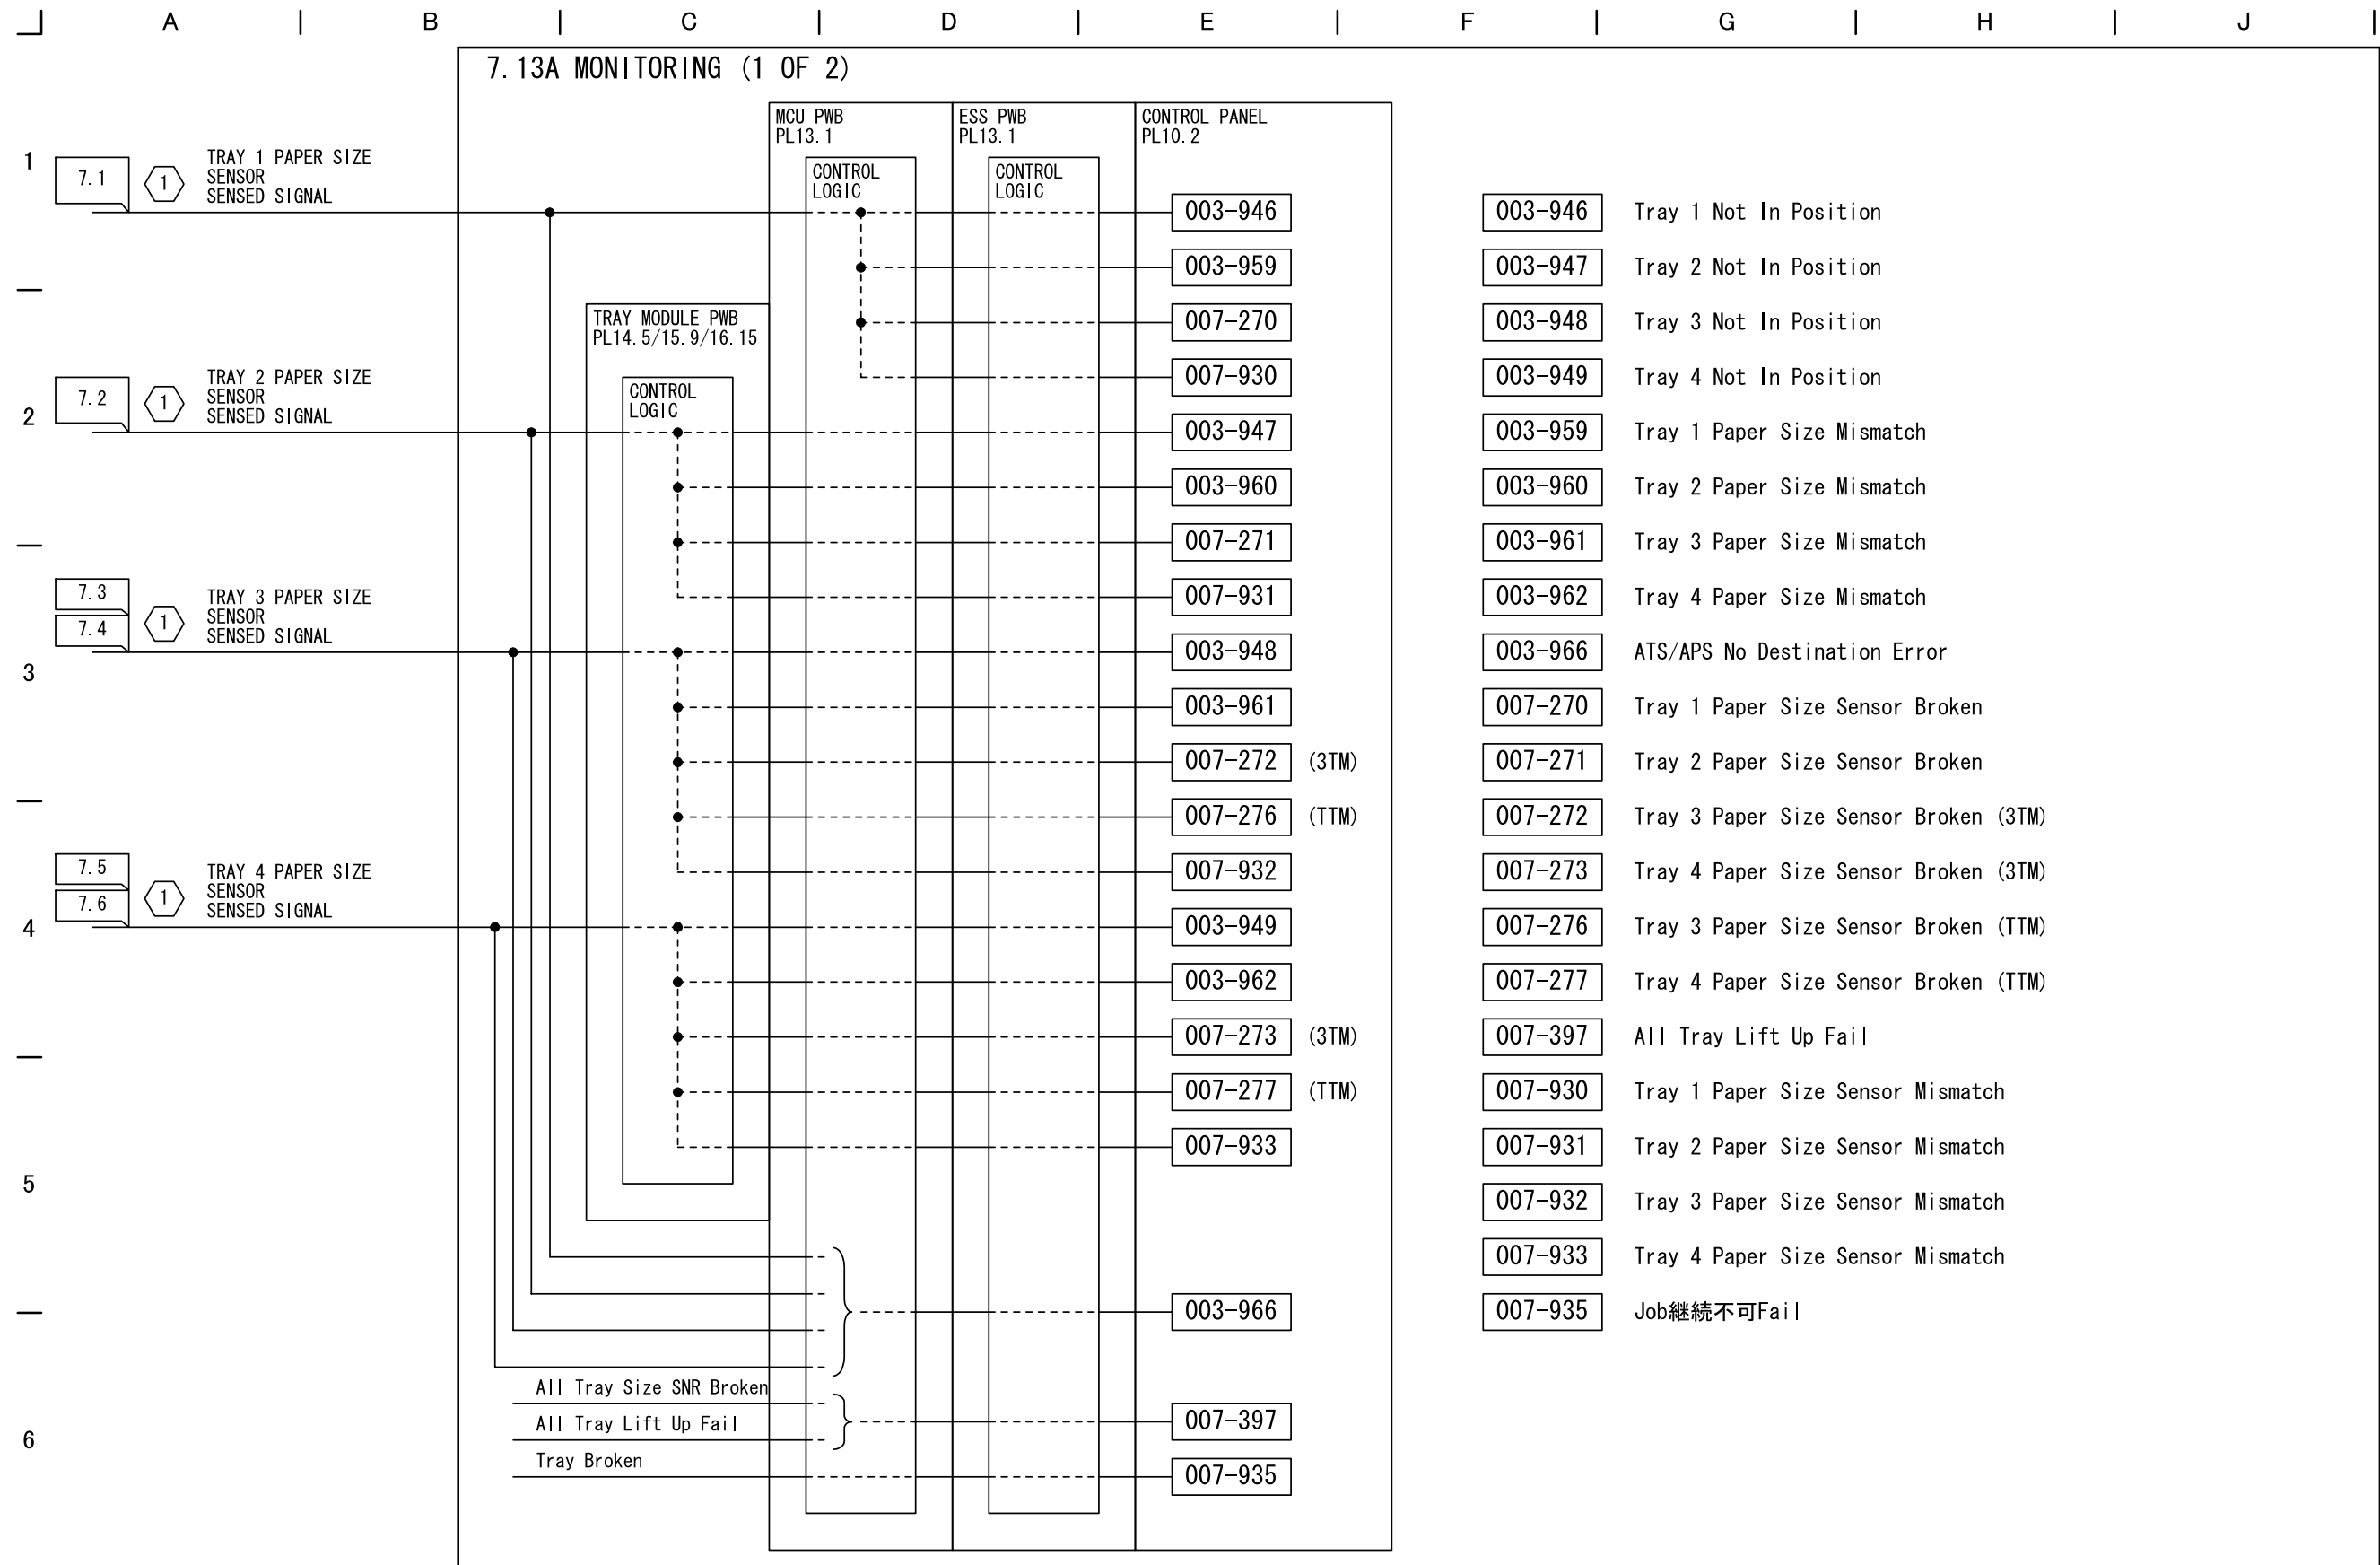 A B C D E F G H J
7.13A MONITORING (1 OF 2)
MCU PWB
PL13.1
ESS PWB
PL13.1
CONTROL PANEL
PL10.2
1
7.1
1
TRAY 1 PAPER SIZE
SENSOR
SENSED SIGNAL
CONTROL
LOGIC
CONTROL
LOGIC
003-946
003-959
007-270
007-930
TRAY MODULE PWB
PL14.5/15.9/16.15
CONTROL
LOGIC
2
7.2
1
TRAY 2 PAPER SIZE
SENSOR
SENSED SIGNAL
003-947
003-960
007-271
007-931
3
7.3
7.4
1
TRAY 3 PAPER SIZE
SENSOR
SENSED SIGNAL
003-948
003-961
007-272 (3TM)
007-276 (TTM)
007-932
4
7.5
7.6
1
TRAY 4 PAPER SIZE
SENSOR
SENSED SIGNAL
003-949
003-962
007-273 (3TM)
007-277 (TTM)
007-933
5
003-966
6
All Tray Size SNR Broken
All Tray Lift Up Fail
007-397
Tray Broken
007-935
003-946 Tray 1 Not In Position
003-947 Tray 2 Not In Position
003-948 Tray 3 Not In Position
003-949 Tray 4 Not In Position
003-959 Tray 1 Paper Size Mismatch
003-960 Tray 2 Paper Size Mismatch
003-961 Tray 3 Paper Size Mismatch
003-962 Tray 4 Paper Size Mismatch
003-966 ATS/APS No Destination Error
007-270 Tray 1 Paper Size Sensor Broken
007-271 Tray 2 Paper Size Sensor Broken
007-272 Tray 3 Paper Size Sensor Broken (3TM)
007-273 Tray 4 Paper Size Sensor Broken (3TM)
007-276 Tray 3 Paper Size Sensor Broken (TTM)
007-277 Tray 4 Paper Size Sensor Broken (TTM)
007-397 All Tray Lift Up Fail
007-930 Tray 1 Paper Size Sensor Mismatch
007-931 Tray 2 Paper Size Sensor Mismatch
007-932 Tray 3 Paper Size Sensor Mismatch
007-933 Tray 4 Paper Size Sensor Mismatch
007-935 Job継続不可Fail